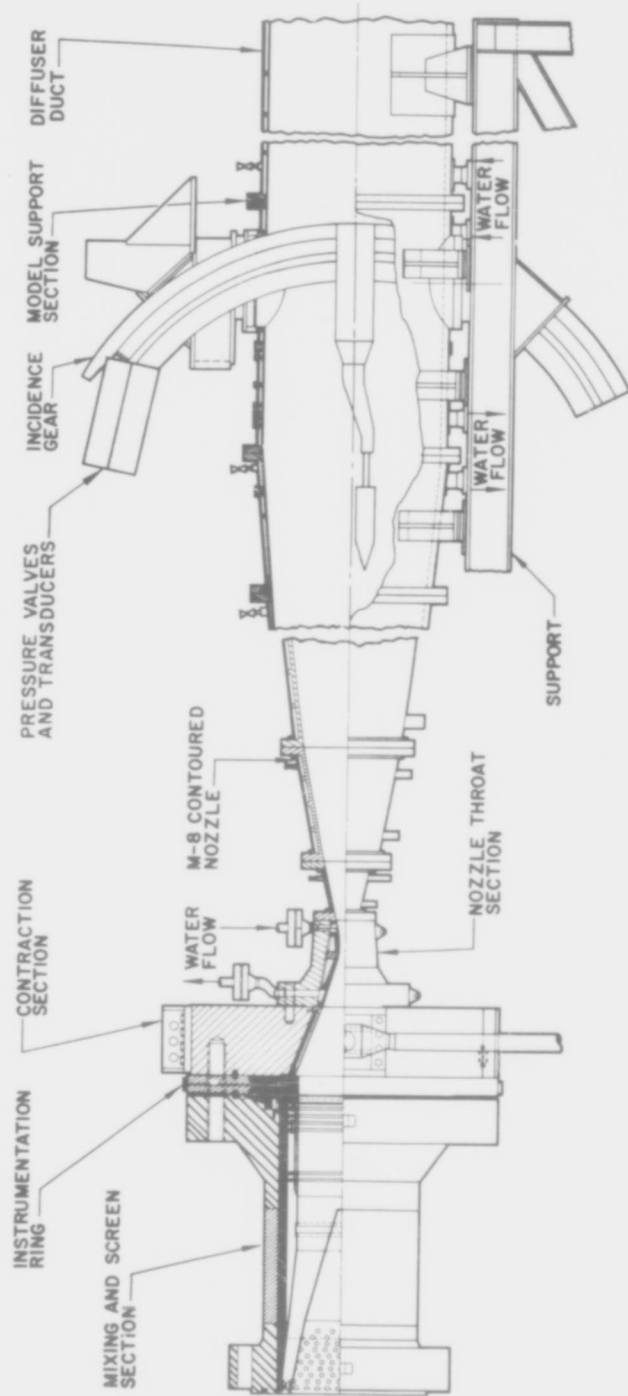 MIXING AND SCREEN
SECTION
INSTRUMENTATION
RING
CONTRACTION
SECTION
WATER
FLOW
M-8 CONTOURED
NOZZLE
NOZZLE THROAT
SECTION
PRESSURE VALVES
AND TRANSDUCERS
INCIDENCE
GEAR
MODEL SUPPORT
SECTION
DIFFUSER
DUCT
WATER
FLOW
WATER
FLOW
SUPPORT